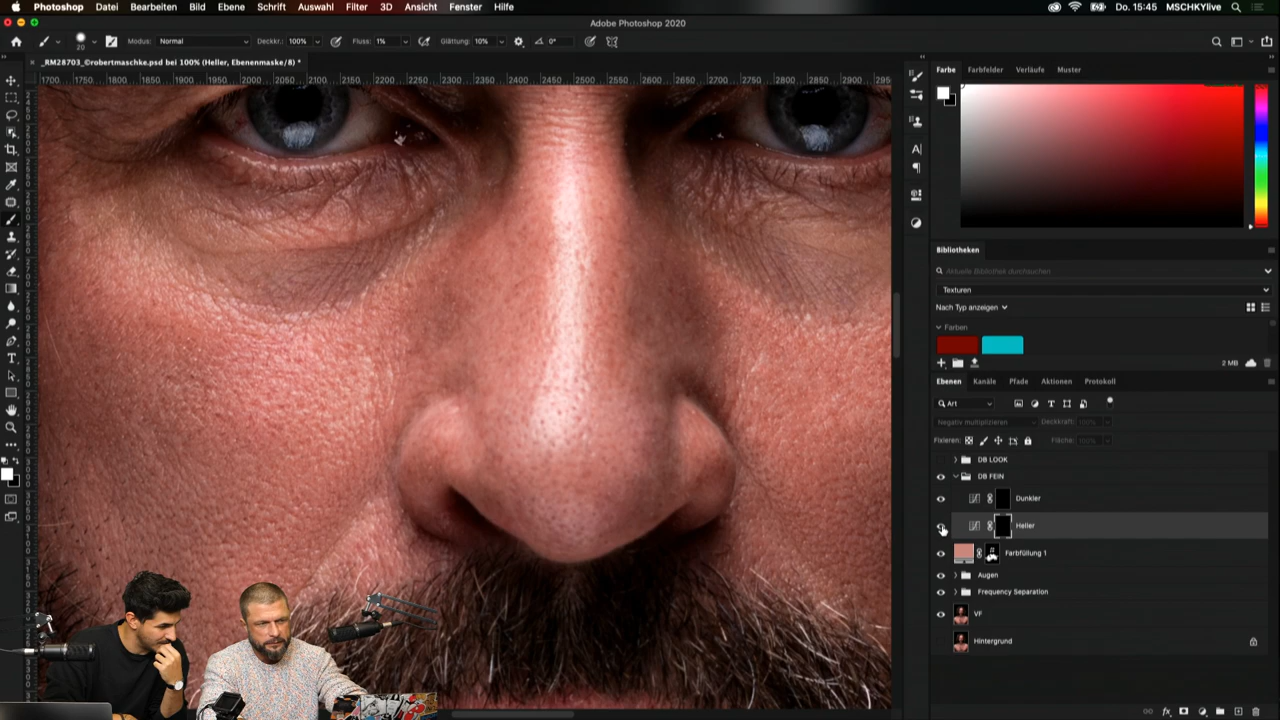 Photoshop Datei Bearbeiten Bild Ebene Schrift Auswahl Filter 3D Ansicht Fenster Hilfe Do. 15:45 MSCHKYlive
Adobe Photoshop 2020
20 Modus: Normal Deckkr.: 100% Fluss: 1% Glättung: 10% 0°
_RM28703_©robertmaschke.psd bei 100% (Heller, Ebenenmaske/8) *
1700 1750 1800 1850 1900 1950 2000 2050 2100 2150 2200 2250 2300 2350 2400 2450 2500 2550 2600 2650 2700 2750 2800 2850 2900 295
Farbe Farbfelder Verläufe Muster
Bibliotheken
Aktuelle Bibliothek durchsuchen
Texturen
Nach Typ anzeigen
Farben
2 MB
Ebenen Kanäle Pfade Aktionen Protokoll
Art
Negativ multiplizieren Deckkraft: 100%
Fixieren: Fläche: 100%
DB LOOK
DB FEIN
Dunkler
Heller
Farbfüllung 1
Augen
Frequency Separation
VF
Hintergrund